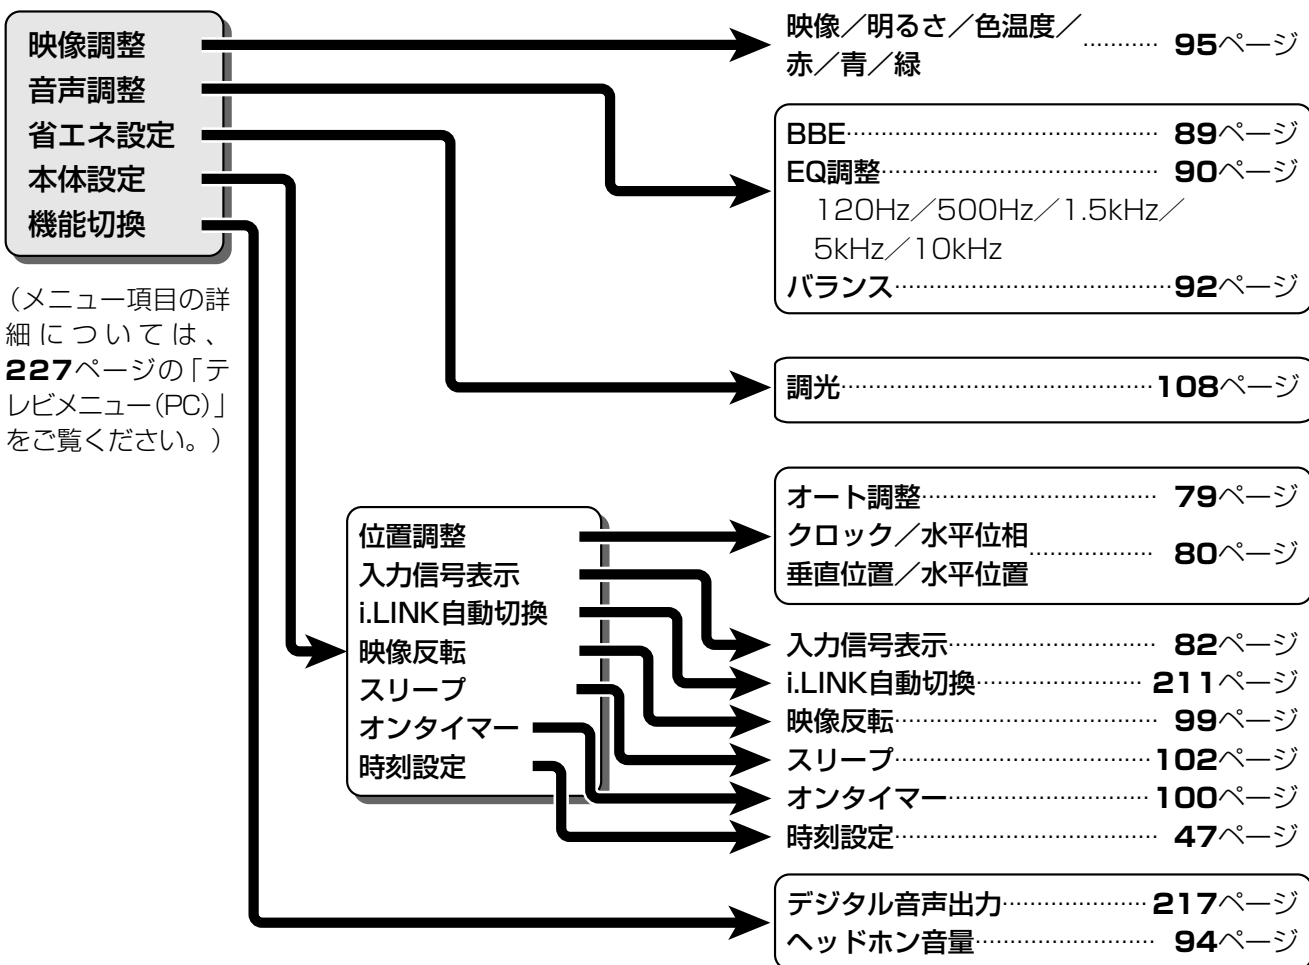 映像調整
音声調整
省エネ設定
本体設定
機能切換
（メニュー項目の詳
細については、
227ページの「テ
レビメニュー(PC)」
をご覧ください。）
位置調整
入力信号表示
i.LINK自動切換
映像反転
スリープ
オンタイマー
時刻設定
映像／明るさ／色温度／
赤／青／緑 ………… 95ページ
BBE………………………………………… 89ページ
EQ調整…………………………………… 90ページ
120Hz／500Hz／1.5kHz／
5kHz／10kHz
バランス……………………………………92ページ
調光…………………………………………108ページ
オート調整……………………………… 79ページ
クロック／水平位相
垂直位置／水平位置……………… 80ページ
入力信号表示………………………… 82ページ
i.LINK自動切換…………………… 211ページ
映像反転………………………………… 99ページ
スリープ…………………………………102ページ
オンタイマー…………………………100ページ
時刻設定………………………………… 47ページ
デジタル音声出力…………………217ページ
ヘッドホン音量……………………… 94ページ